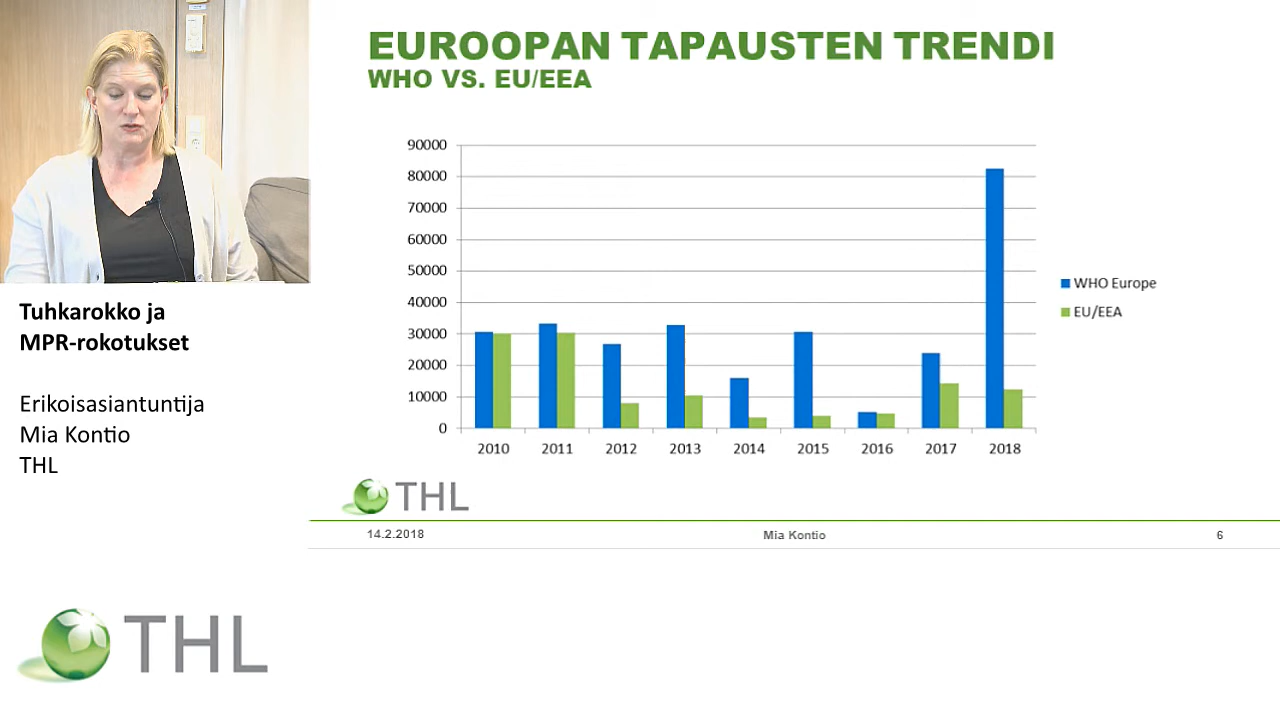 EUROOPAN TAPAUSTEN TRENDI
WHO VS. EU/EEA
90000
80000
70000
60000
50000
40000
30000
20000
10000
0
2010 2011 2012 2013 2014 2015 2016 2017 2018
WHO Europe
EU/EEA
THL
14.2.2018 Mia Kontio 6
Tuhkarokko ja
MPR-rokotukset
Erikoisasiantuntija
Mia Kontio
THL
THL